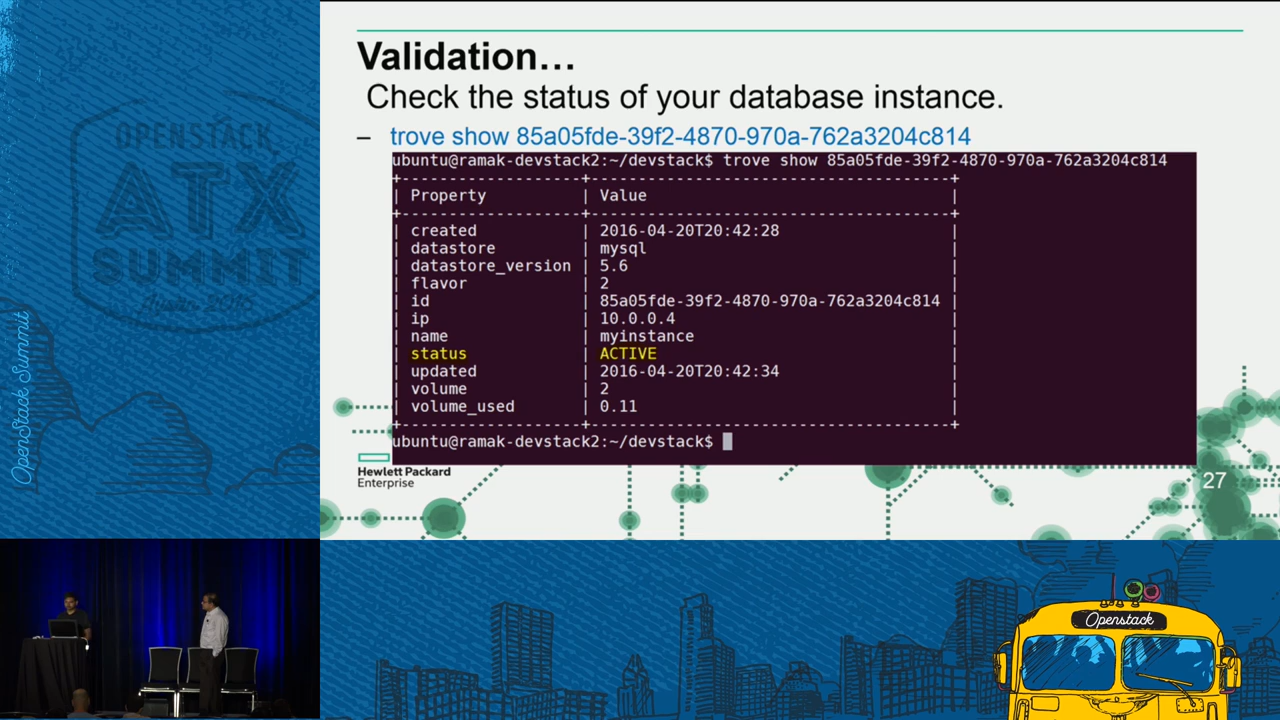 Validation…
Check the status of your database instance.
– trove show 85a05fde-39f2-4870-970a-762a3204c814
ubuntu@ramak-devstack2:~/devstack$ trove show 85a05fde-39f2-4870-970a-762a3204c814
+-------------------+--------------------------------------+
| Property | Value |
+-------------------+--------------------------------------+
| created | 2016-04-20T20:42:28 |
| datastore | mysql |
| datastore_version | 5.6 |
| flavor | 2 |
| id | 85a05fde-39f2-4870-970a-762a3204c814 |
| ip | 10.0.0.4 |
| name | myinstance |
| status | ACTIVE |
| updated | 2016-04-20T20:42:34 |
| volume | 2 |
| volume_used | 0.11 |
+-------------------+--------------------------------------+
ubuntu@ramak-devstack2:~/devstack$
Hewlett Packard
Enterprise
27
OPENSTACK
ATX
SUMMIT
Austin 2016
OpenStack Summit
Openstack